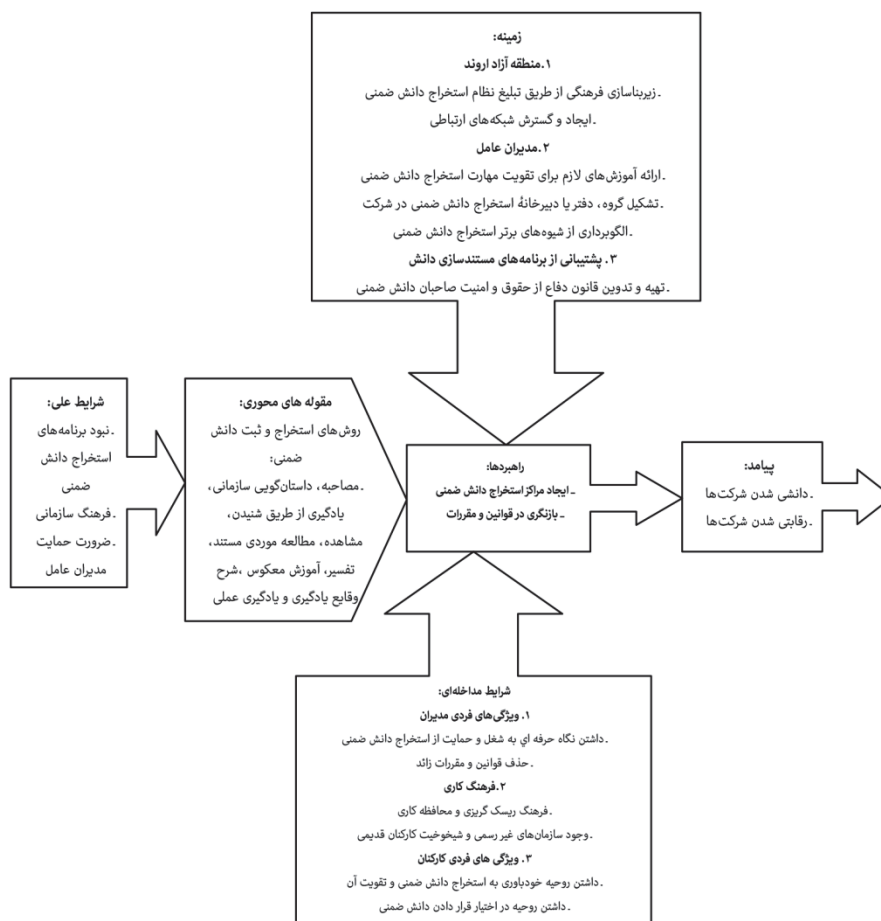 زمینه:
۱.منطقه آزاد اروند
ـ زیربناسازی فرهنگی از طریق تبلیغ نظام استخراج دانش ضمنی
ـ ایجاد و گسترش شبکه‌های ارتباطی
۲.مدیران عامل
ـ ارائه آموزش‌های لازم برای تقویت مهارت استخراج دانش ضمنی
ـ تشکیل گروه، دفتر یا دبیرخانهٔ استخراج دانش ضمنی در شرکت
ـ الگوبرداری از شیوه‌های برتر استخراج دانش ضمنی
۳. پشتیبانی از برنامه‌های مستندسازی دانش
ـ تهیه و تدوین قانون دفاع از حقوق و امنیت صاحبان دانش ضمنی
شرایط علی:
ـ نبود برنامه‌های
استخراج دانش
ضمنی
ـ فرهنگ سازمانی
ـ ضرورت حمایت
مدیران عامل
مقوله های محوری:
روش‌های استخراج و ثبت دانش
ضمنی:
ـ مصاحبه، داستان‌گویی سازمانی،
یادگیری از طریق شنیدن،
مشاهده، مطالعه موردی مستند،
تفسیر، آموزش معکوس ،شرح
وقایع یادگیری و یادگیری عملی
راهبردها:
ـ ایجاد مراکز استخراج دانش ضمنی
ـ بازنگری در قوانین و مقررات
پیامد:
ـ دانشی شدن شرکت‌ها
ـ رقابتی شدن شرکت‌ها
شرایط مداخله‌ای:
۱. ویژگی‌های فردی مدیران
ـ داشتن نگاه حرفه اي به شغل و حمایت از استخراج دانش ضمنی
ـ حذف قوانین و مقررات زائد
۲.فرهنگ کاری
ـ فرهنگ ریسک گریزی و محافظه کاری
ـ وجود سازمان‌های غیر رسمی و شیخوخیت کارکنان قدیمی
۳. ویژگی های فردی کارکنان
ـ داشتن روحیه خودباوری به استخراج دانش ضمنی و تقویت آن
ـ داشتن روحیه در اختیار قرار دادن دانش ضمنی